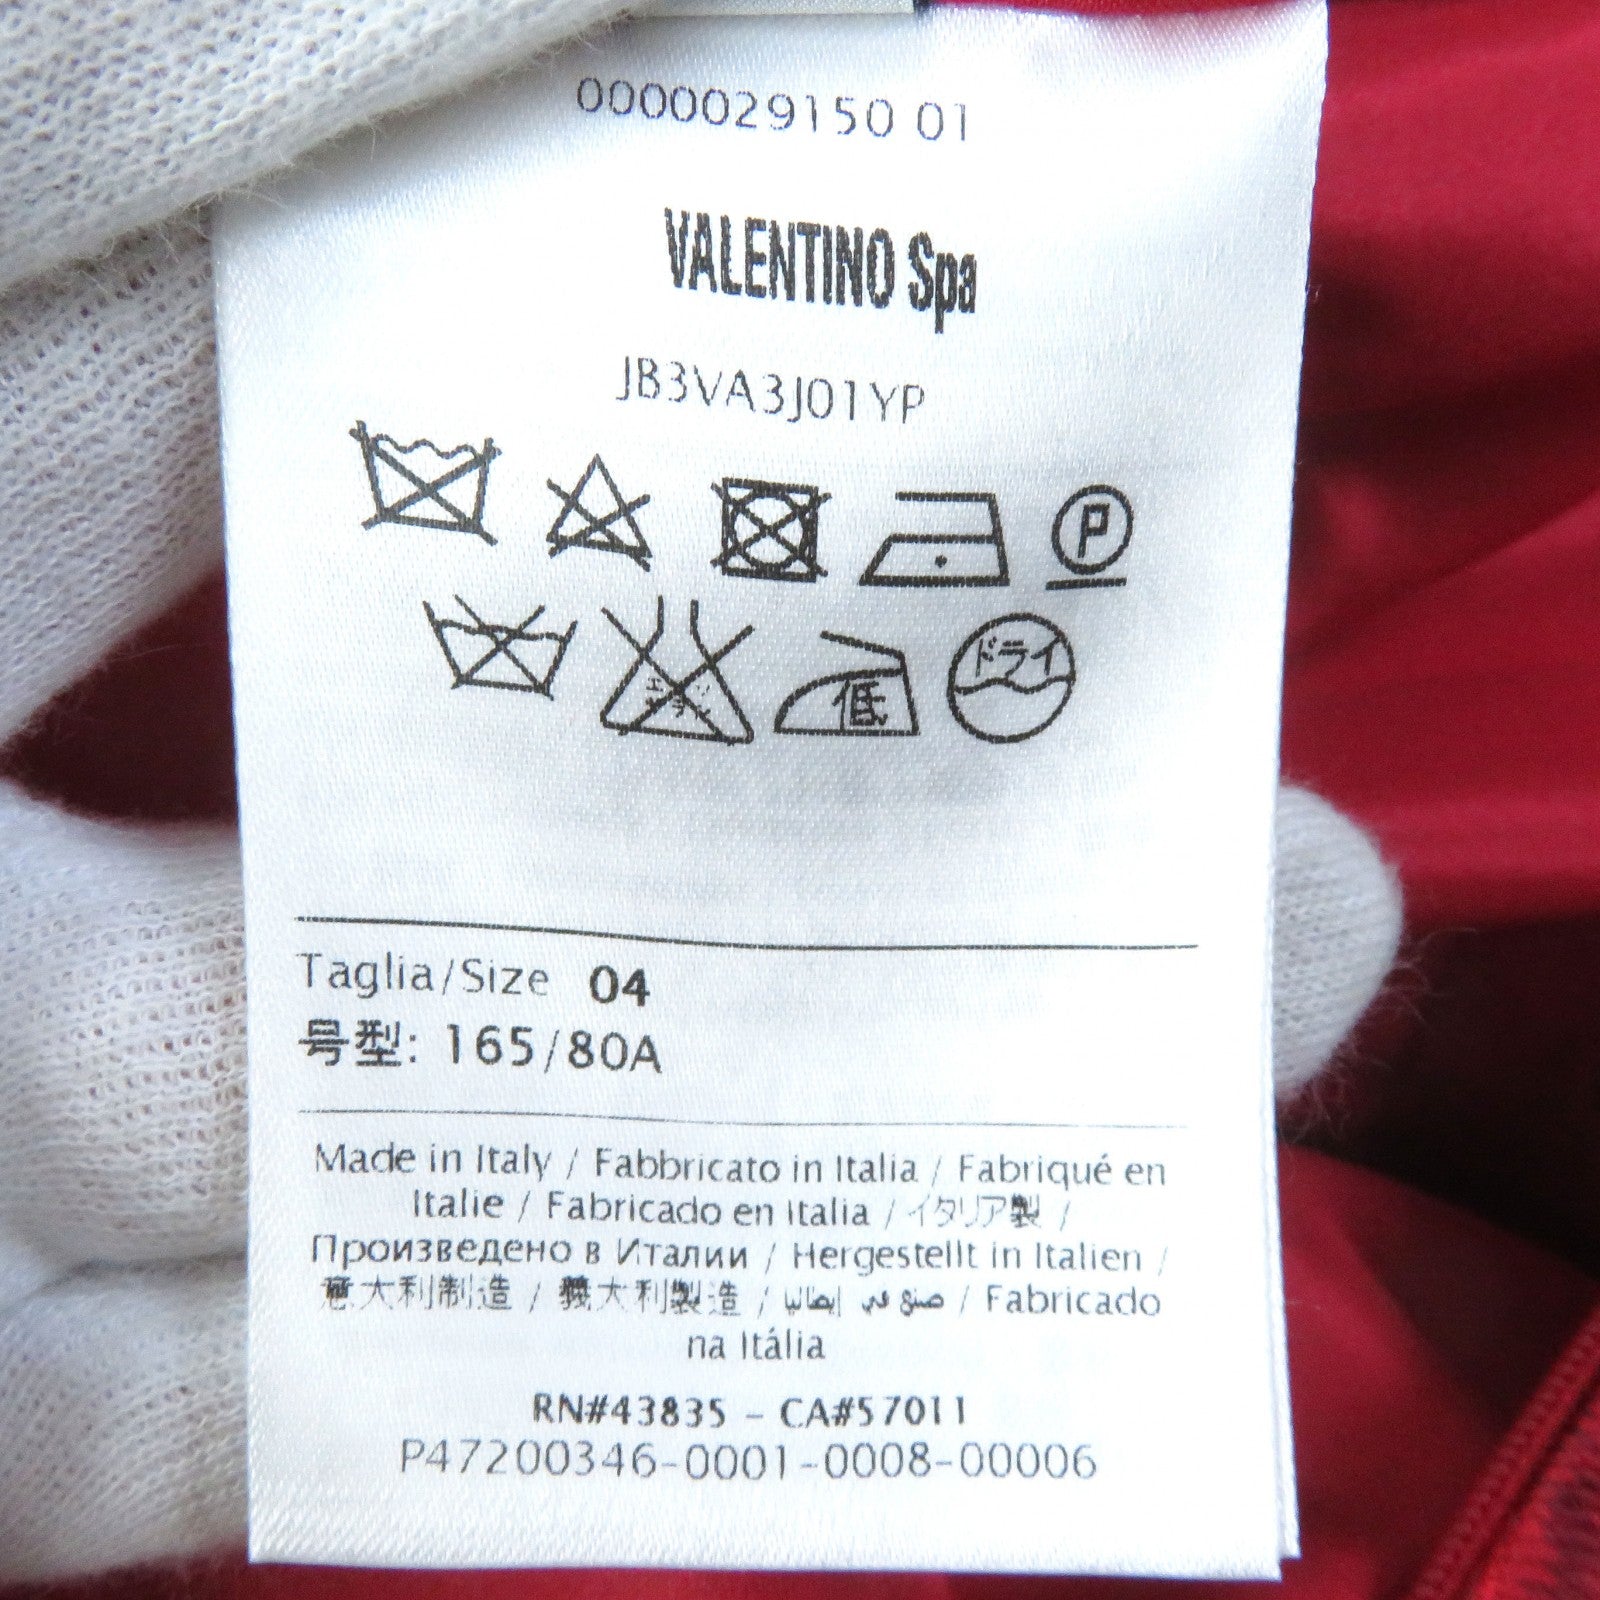 0000029150 01
VALENTINO Spa
JB3VA3J01YP
P
エンソ
ドライ
低
Taglia/Size 04
号型: 165/80A
Made in Italy / Fabbricato in Italia / Fabriqué en
Italie / Fabricado en Italia / イタリア製 /
Произведено в Италии / Hergestellt in Italien /
意大利制造 / 義大利製造 / صنع في إيطاليا / Fabricado
na Itália
RN#43835 - CA#57011
P47200346-0001-0008-00006